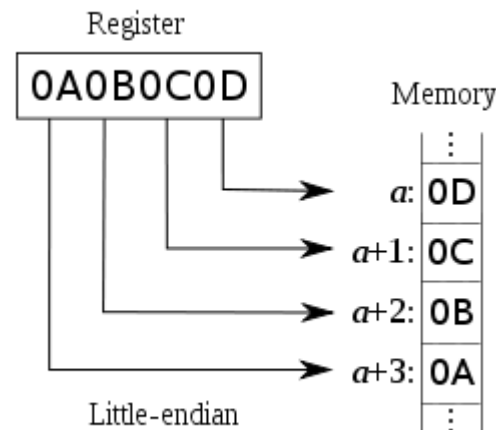 Register
0A0B0C0D
Memory
⋮
a: 0D
a+1: 0C
a+2: 0B
a+3: 0A
⋮
Little-endian